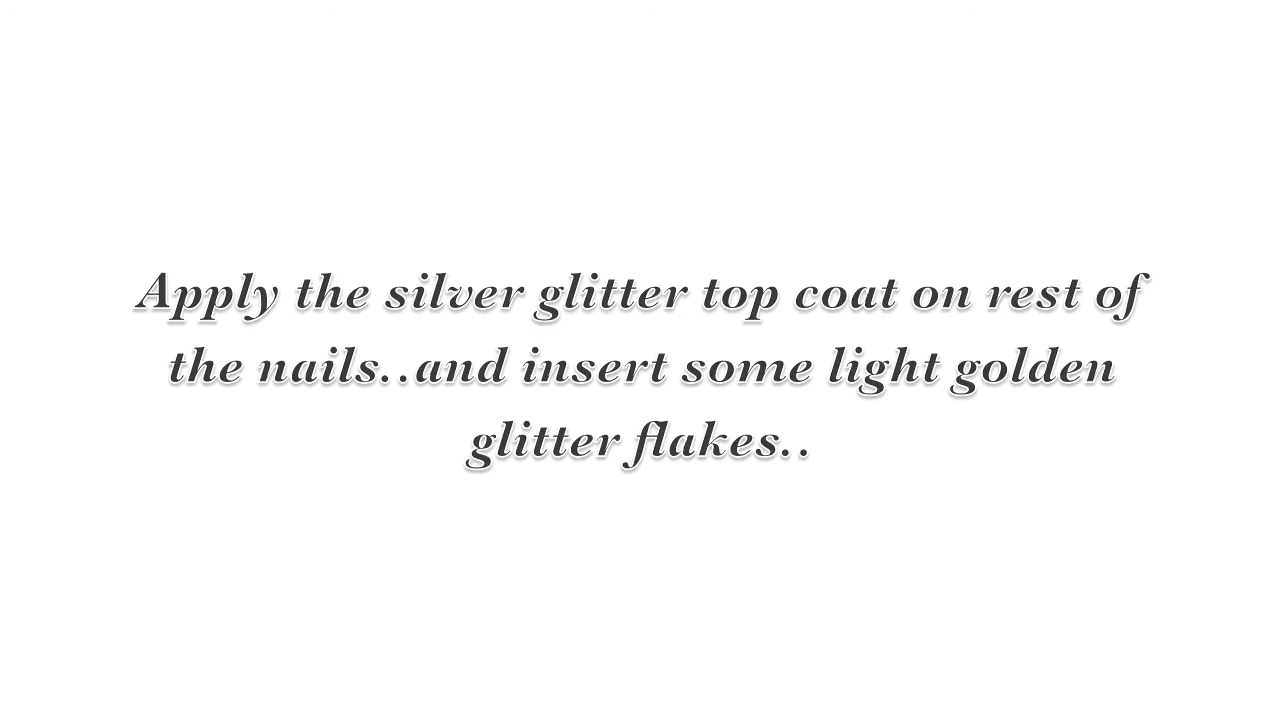 Apply the silver glitter top coat on rest of
the nails..and insert some light golden
glitter flakes..